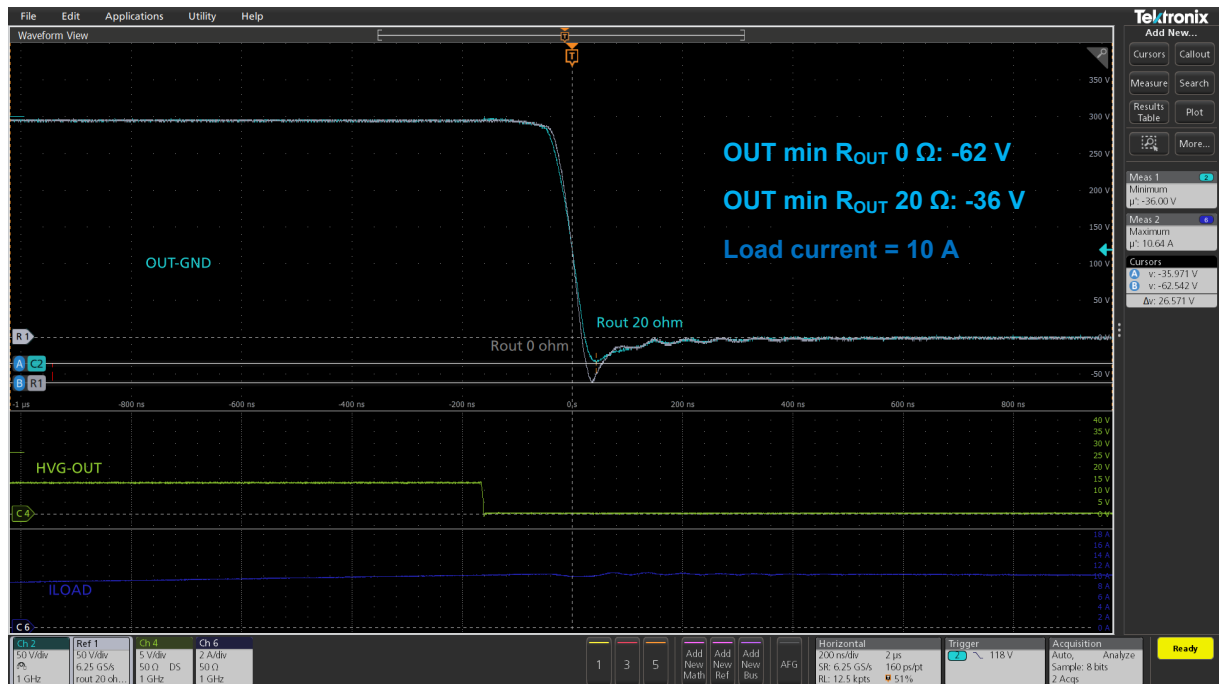 File Edit Applications Utility Help
Tektronix
Waveform View
Add New...
Cursors Callout
Measure Search
Results Table Plot
More...
Meas 1 2
Minimum
µ': -36.00 V
Meas 2 6
Maximum
µ': 10.64 A
Cursors
A v: -35.971 V
B v: -62.542 V
Δv: 26.571 V
T
T
350 V
300 V
250 V
200 V
150 V
100 V
50 V
-50 V
OUT min ROUT 0 Ω: -62 V
OUT min ROUT 20 Ω: -36 V
Load current = 10 A
OUT-GND
Rout 20 ohm
Rout 0 ohm
R 1
A C2
B R1
-1 µs -800 ns -600 ns -400 ns -200 ns 0 s 200 ns 400 ns 600 ns 800 ns
40 V
35 V
30 V
25 V
20 V
15 V
10 V
5 V
0 V
HVG-OUT
C 4
18 A
16 A
14 A
12 A
10 A
8 A
6 A
4 A
2 A
0 A
ILOAD
C 6
Ch 2
50 V/div
1 GHz
Ref 1
50 V/div
6.25 GS/s
rout 20 oh...
Ch 4
5 V/div
50 Ω DS
1 GHz
Ch 6
2 A/div
50 Ω
1 GHz
1 3 5
Add New Math
Add New Ref
Add New Bus
AFG
Horizontal
200 ns/div 2 µs
SR: 6.25 GS/s 160 ps/pt
RL: 12.5 kpts 51%
Trigger
2 118 V
Acquisition
Auto, Analyze
Sample: 8 bits
2 Acqs
Ready